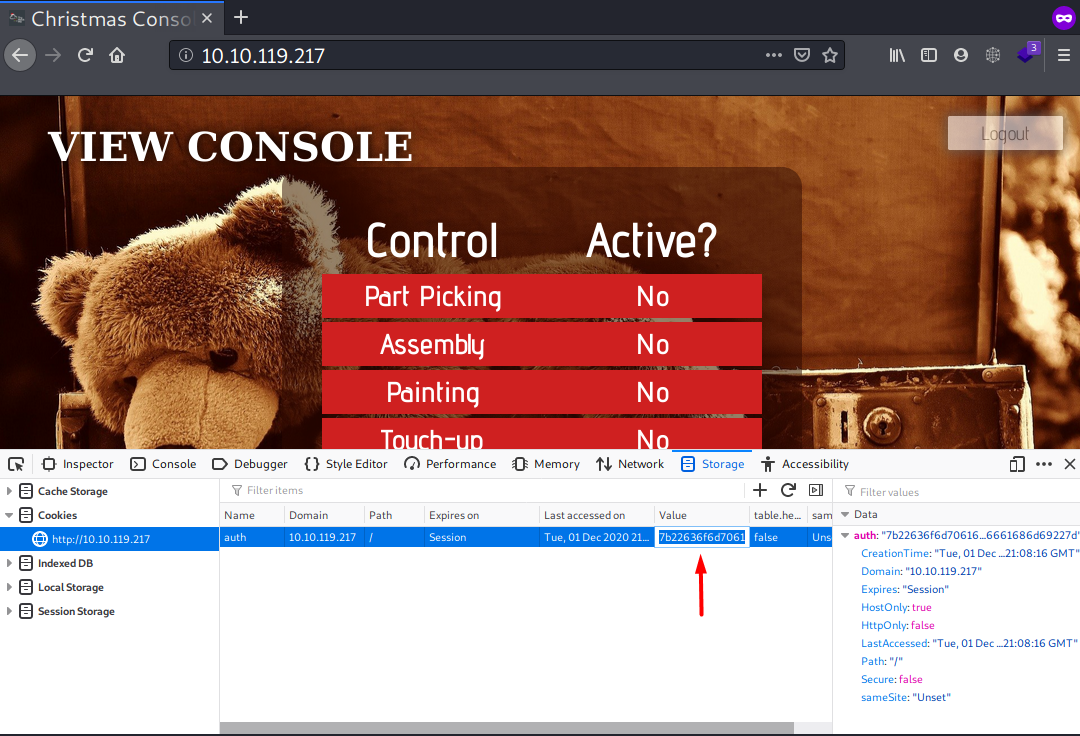 Christmas Conso
3
10.10.119.217
VIEW CONSOLE
Logout
Control Active?
Part Picking No
Assembly No
Painting No
Touch-up No
Inspector Console Debugger Style Editor Performance Memory Network Storage Accessibility
Cache Storage
Cookies
http://10.10.119.217
Indexed DB
Local Storage
Session Storage
Filter items
Name Domain Path Expires on Last accessed on Value table.he... sam
auth 10.10.119.217 / Session Tue, 01 Dec 2020 21... 7b22636f6d7061 false Uns
Filter values
Data
auth: "7b22636f6d70616...6661686d69227d"
CreationTime: "Tue, 01 Dec ...21:08:16 GMT"
Domain: "10.10.119.217"
Expires: "Session"
HostOnly: true
HttpOnly: false
LastAccessed: "Tue, 01 Dec ...21:08:16 GMT"
Path: "/"
Secure: false
sameSite: "Unset"